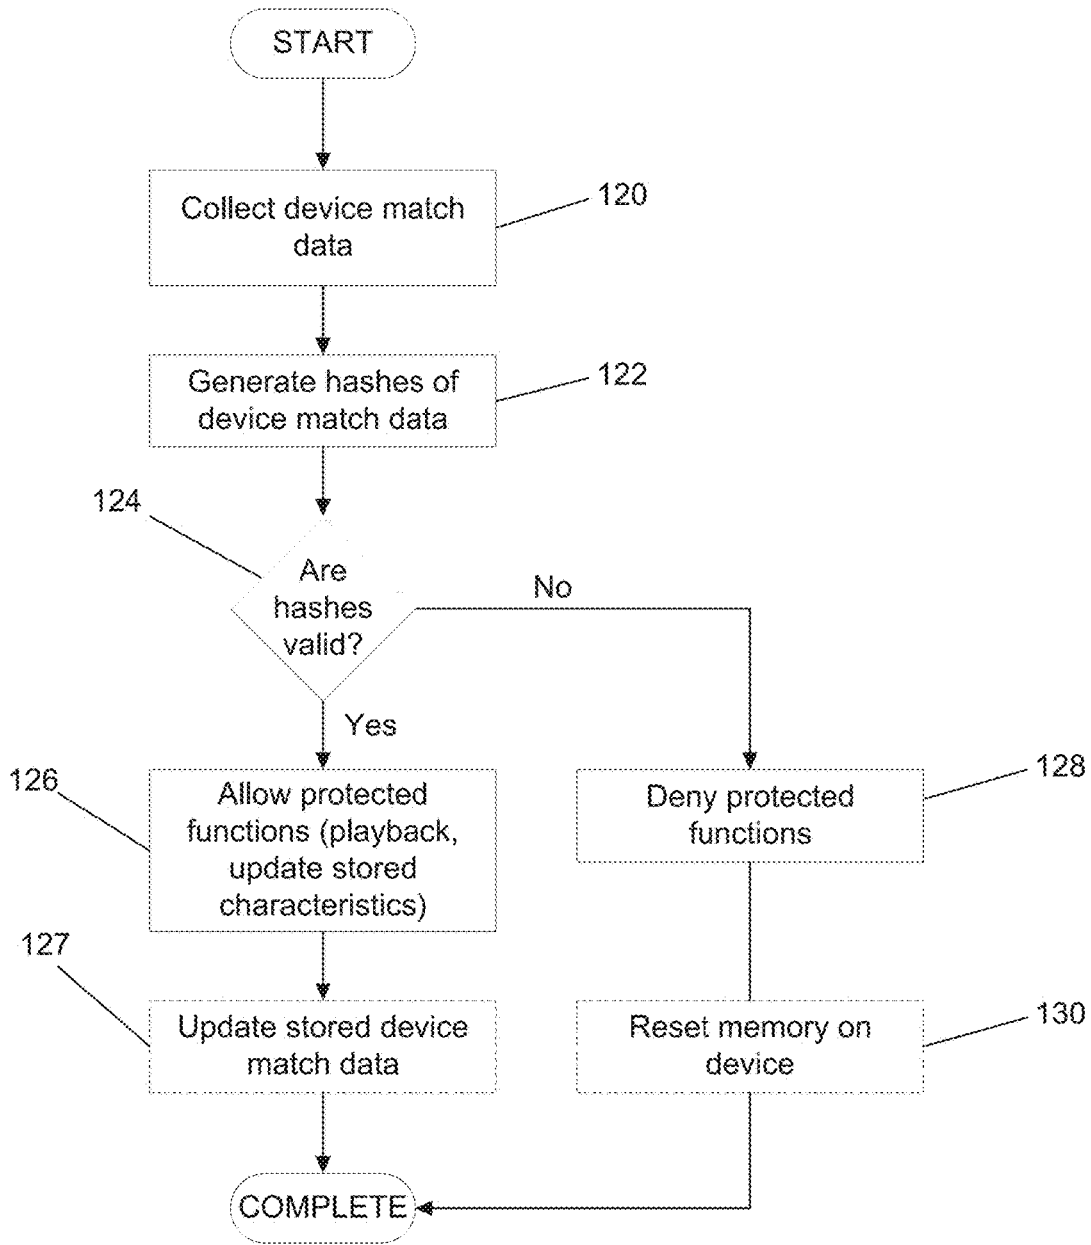 START
Collect device match
data
120
Generate hashes of
device match data
122
124
Are
hashes
valid?
No
Yes
126
Allow protected
functions (playback,
update stored
characteristics)
Deny protected
functions
128
127
Update stored device
match data
Reset memory on
device
130
COMPLETE